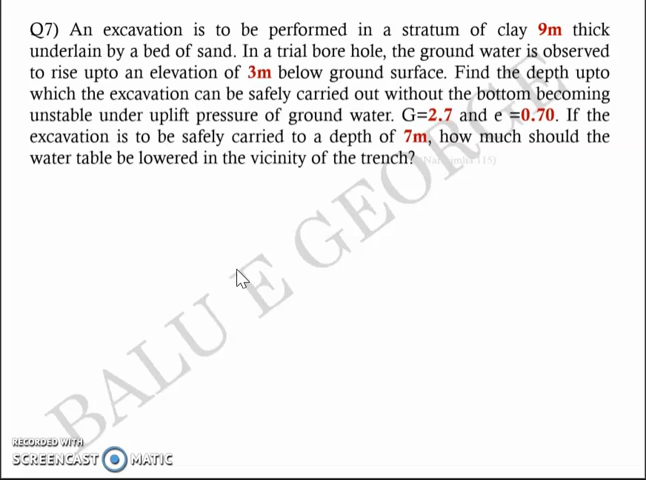 Q7) An excavation is to be performed in a stratum of clay 9m thick
underlain by a bed of sand. In a trial bore hole, the ground water is observed
to rise upto an elevation of 3m below ground surface. Find the depth upto
which the excavation can be safely carried out without the bottom becoming
unstable under uplift pressure of ground water. G=2.7 and e =0.70. If the
excavation is to be safely carried to a depth of 7m, how much should the
water table be lowered in the vicinity of the trench?
BALU E GEORGE
RECORDED WITH
SCREENCAST MATIC